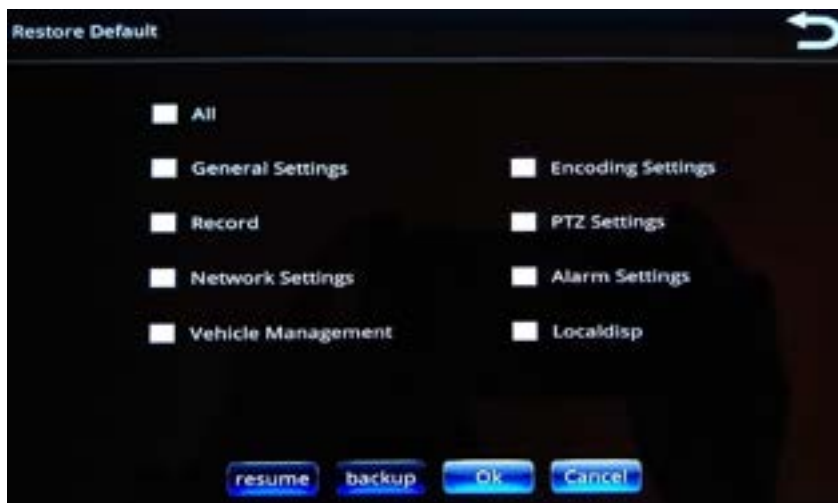 Restore Default
All
General Settings
Encoding Settings
Record
PTZ Settings
Network Settings
Alarm Settings
Vehicle Management
Localdisp
resume backup Ok Cancel